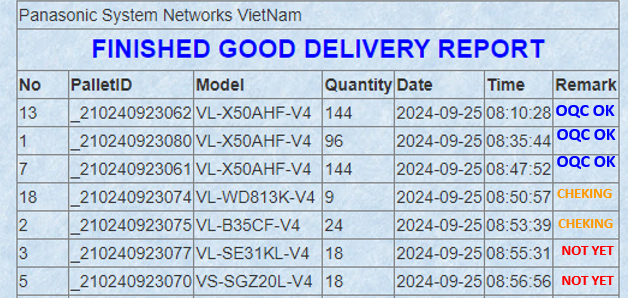 Panasonic System Networks VietNam
FINISHED GOOD DELIVERY REPORT
No PalletID Model Quantity Date Time Remark
13 _210240923062 VL-X50AHF-V4 144 2024-09-25 08:10:28 OQC OK
1 _210240923080 VL-X50AHF-V4 96 2024-09-25 08:35:44 OQC OK
7 _210240923061 VL-X50AHF-V4 144 2024-09-25 08:47:52 OQC OK
18 _210240923074 VL-WD813K-V4 9 2024-09-25 08:50:57 CHEKING
2 _210240923075 VL-B35CF-V4 24 2024-09-25 08:53:39 CHEKING
3 _210240923077 VL-SE31KL-V4 18 2024-09-25 08:55:31 NOT YET
5 _210240923070 VS-SGZ20L-V4 18 2024-09-25 08:56:56 NOT YET